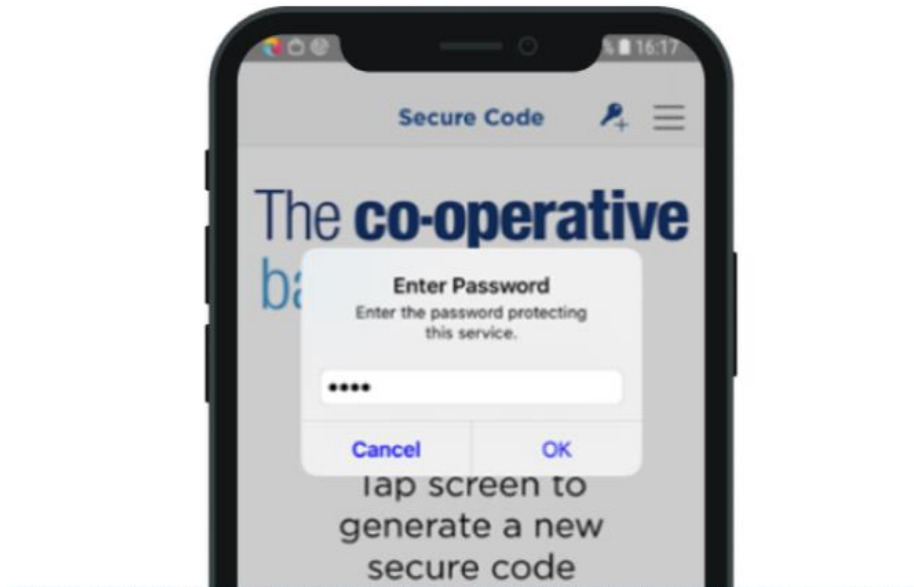 % 16:17
Secure Code
The co-operative
ba
Enter Password
Enter the password protecting
this service.
••••
Cancel
OK
Tap screen to
generate a new
secure code